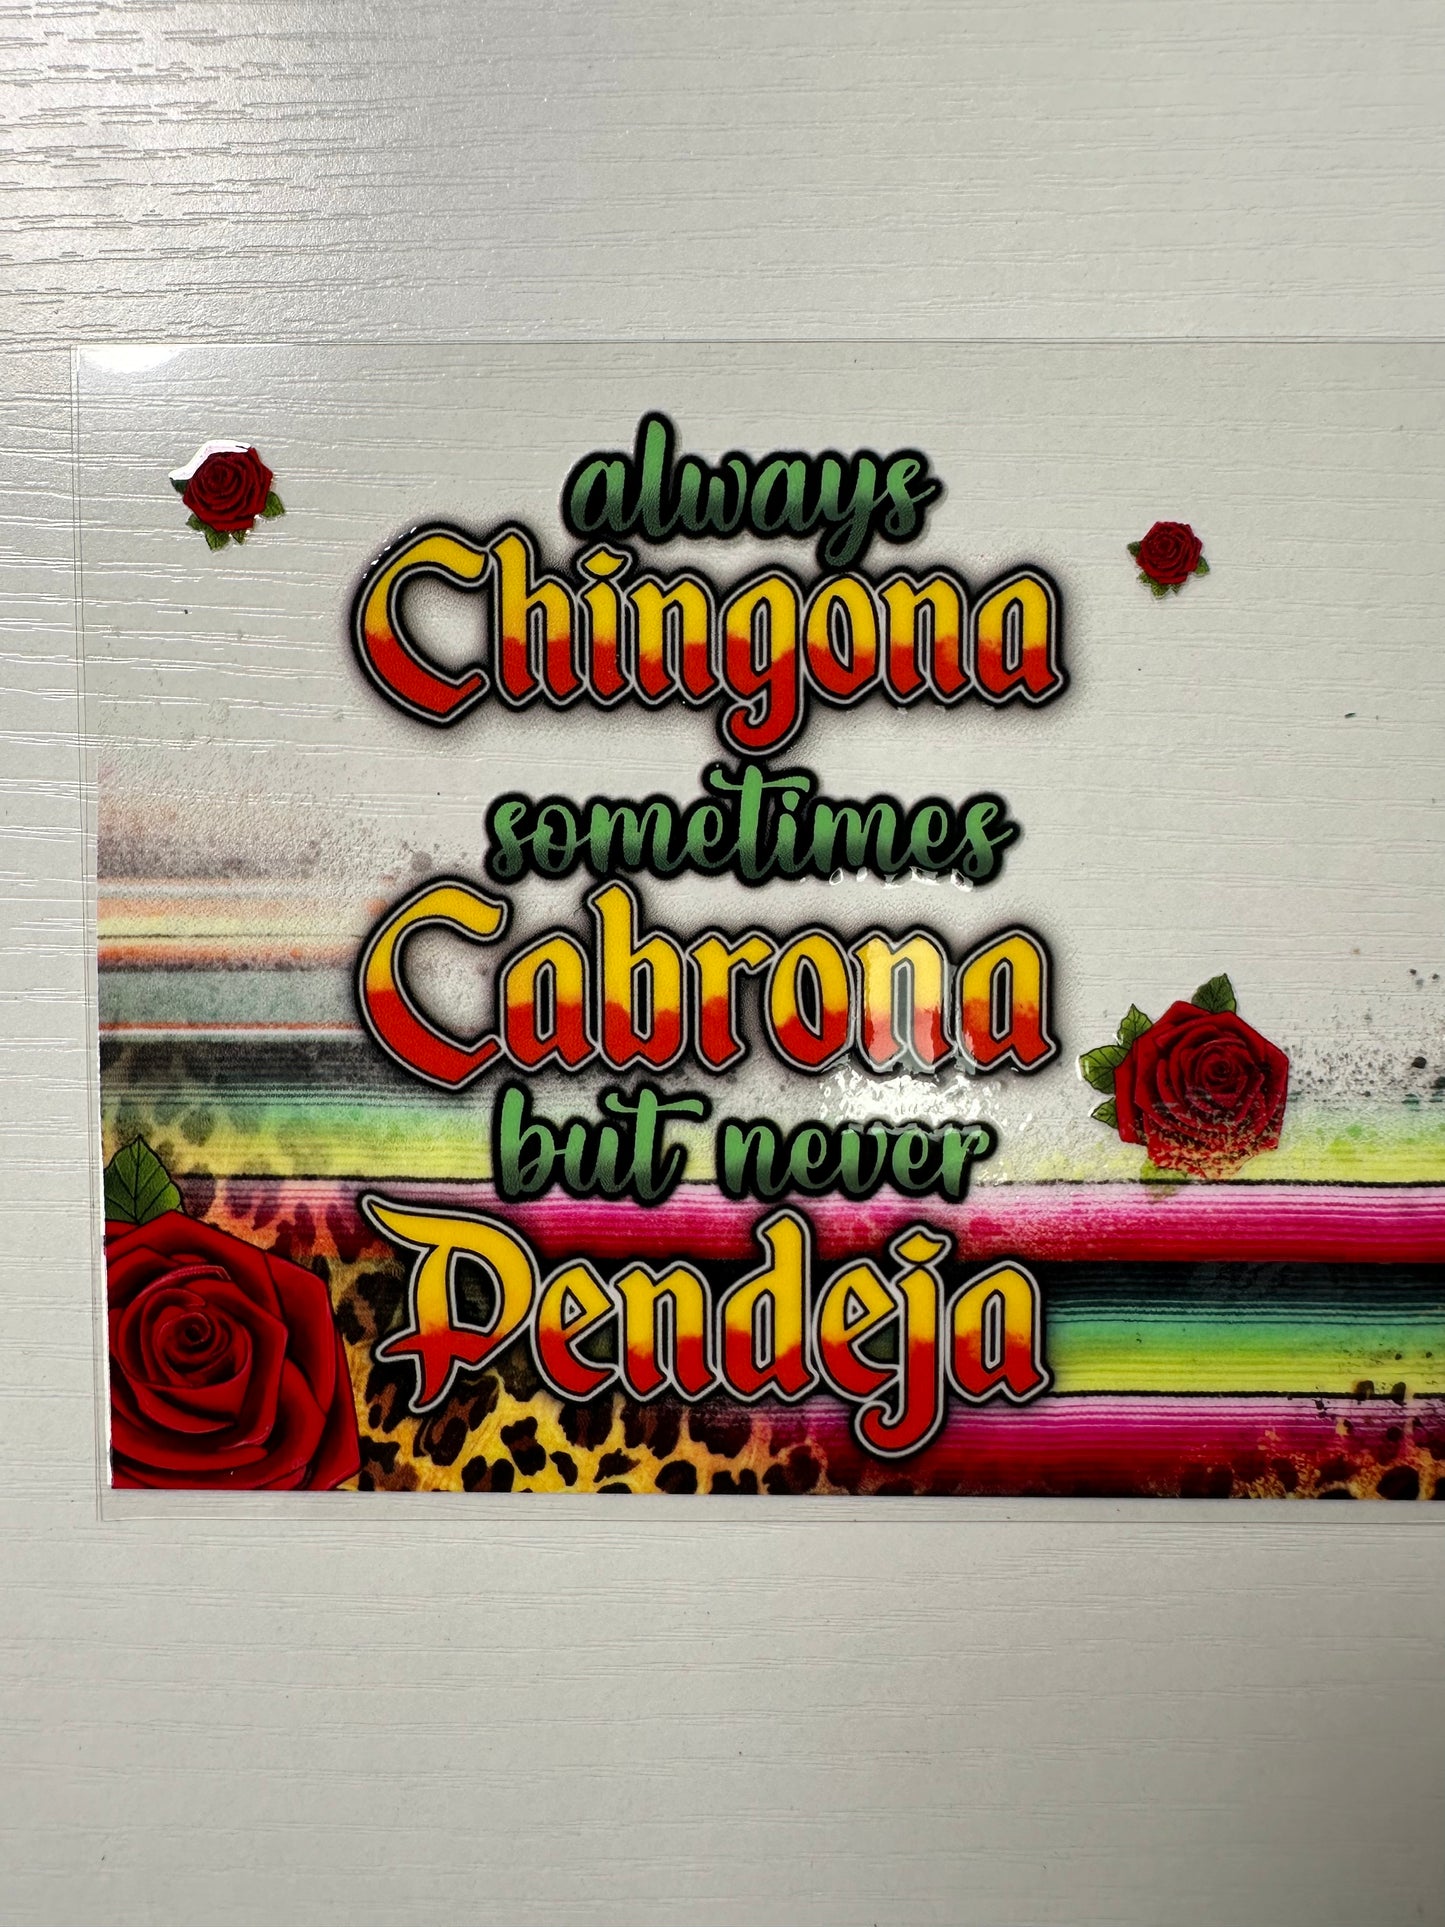 always
Chingona
sometimes
Cabrona
but never
Pendeja